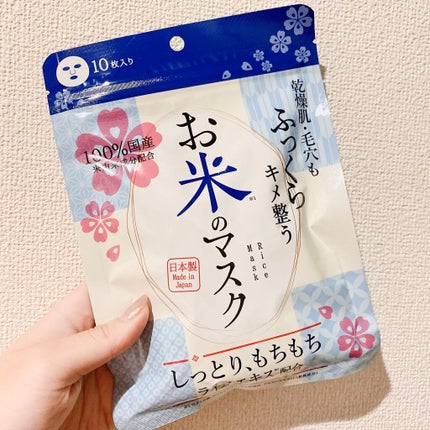 10枚入り
乾燥肌・毛穴も
ふっくら
キメ整う
100%国産
お米のマスク
※1
Rice
Mask
日本製
Made in
Japan
しっとり、もちもち